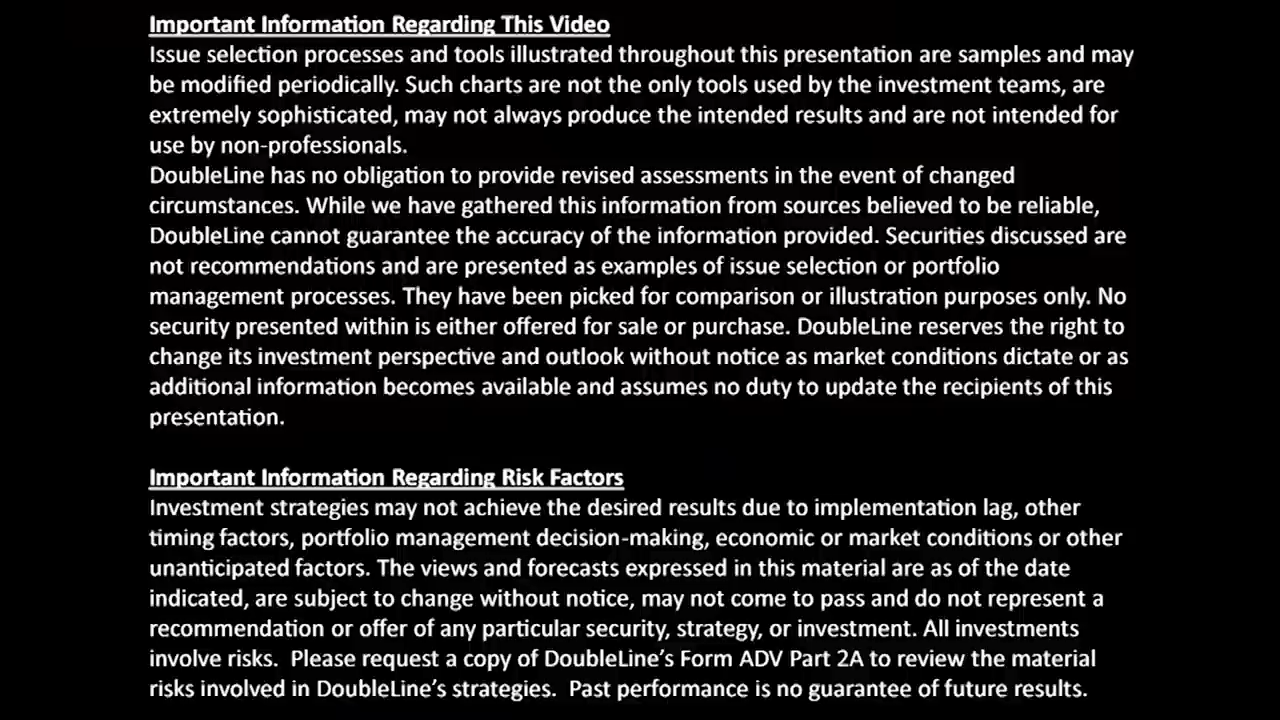 Important Information Regarding This Video
Issue selection processes and tools illustrated throughout this presentation are samples and may
be modified periodically. Such charts are not the only tools used by the investment teams, are
extremely sophisticated, may not always produce the intended results and are not intended for
use by non-professionals.
DoubleLine has no obligation to provide revised assessments in the event of changed
circumstances. While we have gathered this information from sources believed to be reliable,
DoubleLine cannot guarantee the accuracy of the information provided. Securities discussed are
not recommendations and are presented as examples of issue selection or portfolio
management processes. They have been picked for comparison or illustration purposes only. No
security presented within is either offered for sale or purchase. DoubleLine reserves the right to
change its investment perspective and outlook without notice as market conditions dictate or as
additional information becomes available and assumes no duty to update the recipients of this
presentation.
Important Information Regarding Risk Factors
Investment strategies may not achieve the desired results due to implementation lag, other
timing factors, portfolio management decision-making, economic or market conditions or other
unanticipated factors. The views and forecasts expressed in this material are as of the date
indicated, are subject to change without notice, may not come to pass and do not represent a
recommendation or offer of any particular security, strategy, or investment. All investments
involve risks.  Please request a copy of DoubleLine’s Form ADV Part 2A to review the material
risks involved in DoubleLine’s strategies.  Past performance is no guarantee of future results.